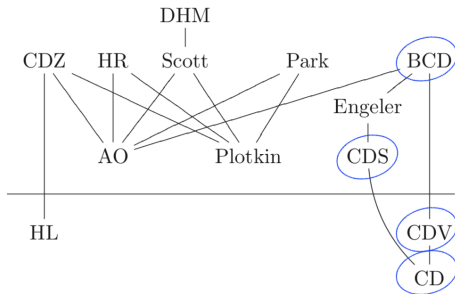 DHM
CDZ HR Scott Park BCD
Engeler
AO Plotkin CDS
HL CDV
CD